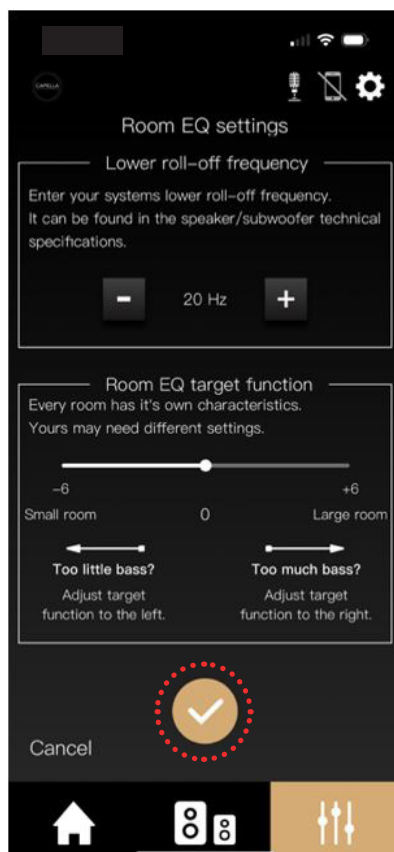 CAPELLA
Room EQ settings
Lower roll-off frequency
Enter your systems lower roll-off frequency.
It can be found in the speaker/subwoofer technical
specifications.
- 20 Hz +
Room EQ target function
Every room has it's own characteristics.
Yours may need different settings.
-6 +6
Small room 0 Large room
Too little bass? Too much bass?
Adjust target Adjust target
function to the left. function to the right.
Cancel